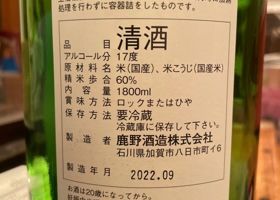 処理を行わずに容器詰をしたものです。
品目 清酒
アルコール分 17度
原材料名 米(国産)、米こうじ(国産米)
精米歩合 60%
内容量 1800ml
賞味方法 ロックまたはひや
保存方法 要冷蔵
冷蔵庫に保存して下さい。
製造者 鹿野酒造株式会社
石川県加賀市八日市町イ6
製造年月 2022.09
お酒は20歳になってから。